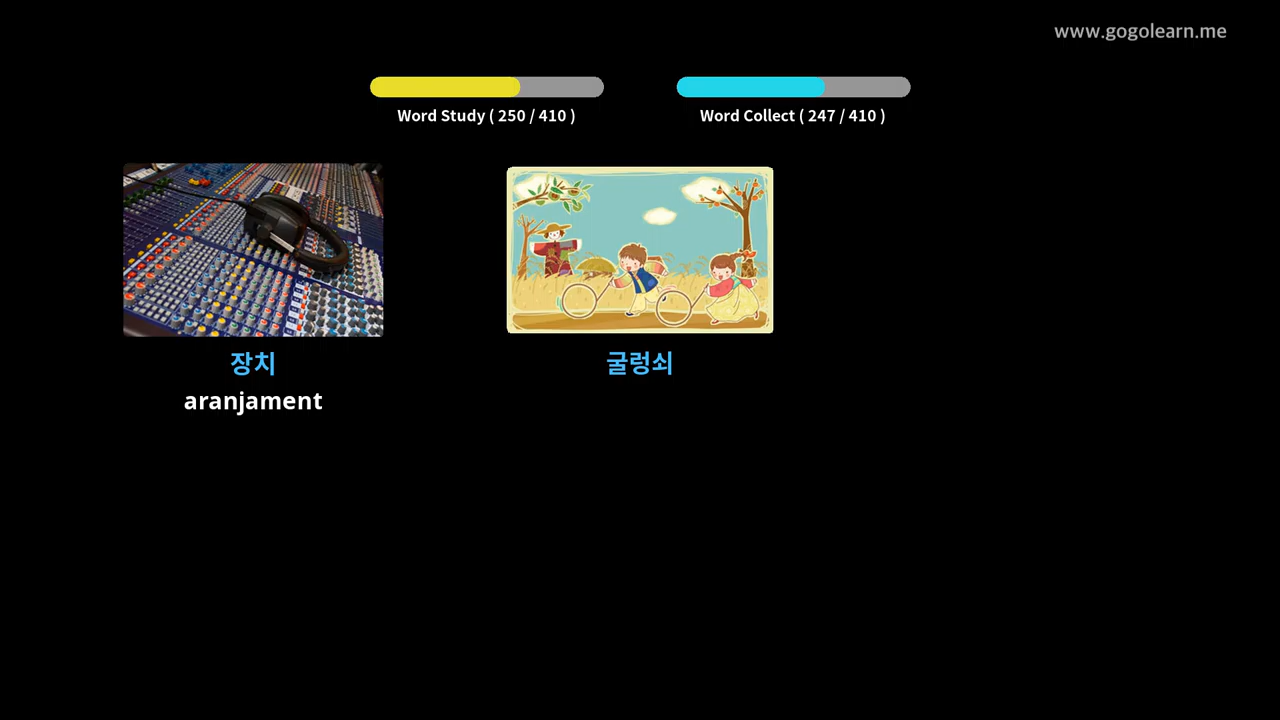 www.gogolearn.me
Word Study ( 250 / 410 )
Word Collect ( 247 / 410 )
장치
aranjament
굴렁쇠